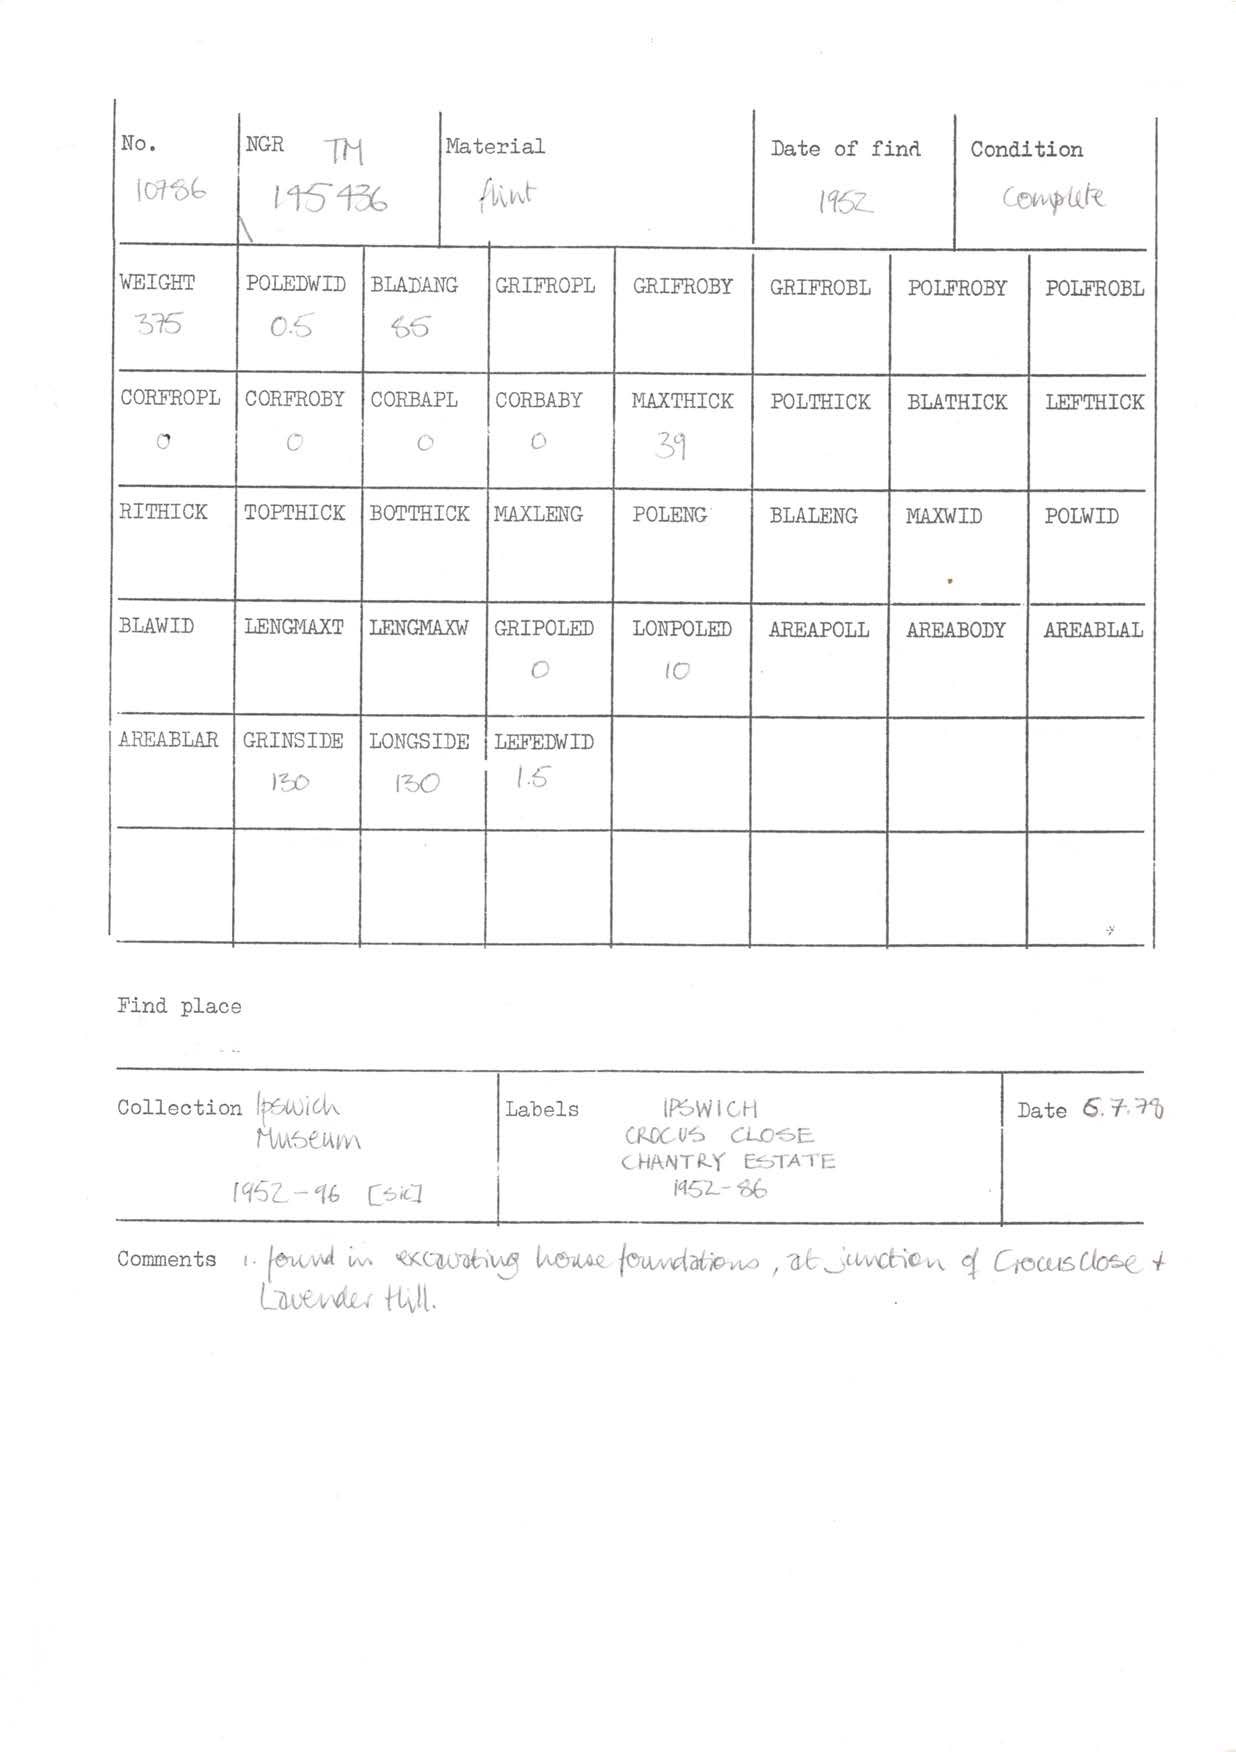 No. NGR TM Material Date of find Condition
10786 145 436 flint 1952 Complete
WEIGHT POLEDWID BLADANG GRIFROPL GRIFROBY GRIFROBL POLFROBY POLFROBL
375 0.5 85
CORFROPL CORFROBY CORBAPL CORBABY MAXTHICK POLTHICK BLATHICK LEFTHICK
0 0 0 0 39
RITHICK TOPTHICK BOTTHICK MAXLENG POLENG BLALENG MAXWID POLWID
BLAWID LENGMAXT LENGMAXW GRIPOLED LONPOLED AREAPOLL AREABODY AREABLAL
0 10
AREABLAR GRINSIDE LONGSIDE LEFEDWID
130 130 1.5
Find place
Collection Ipswich Labels IPSWICH Date 5.7.78
Museum CROCUS CLOSE
CHANTRY ESTATE
1952-96 [sic] 1952-86
Comments 1. found in excavating house foundations, at junction of Crocus Close +
Lavender Hill.